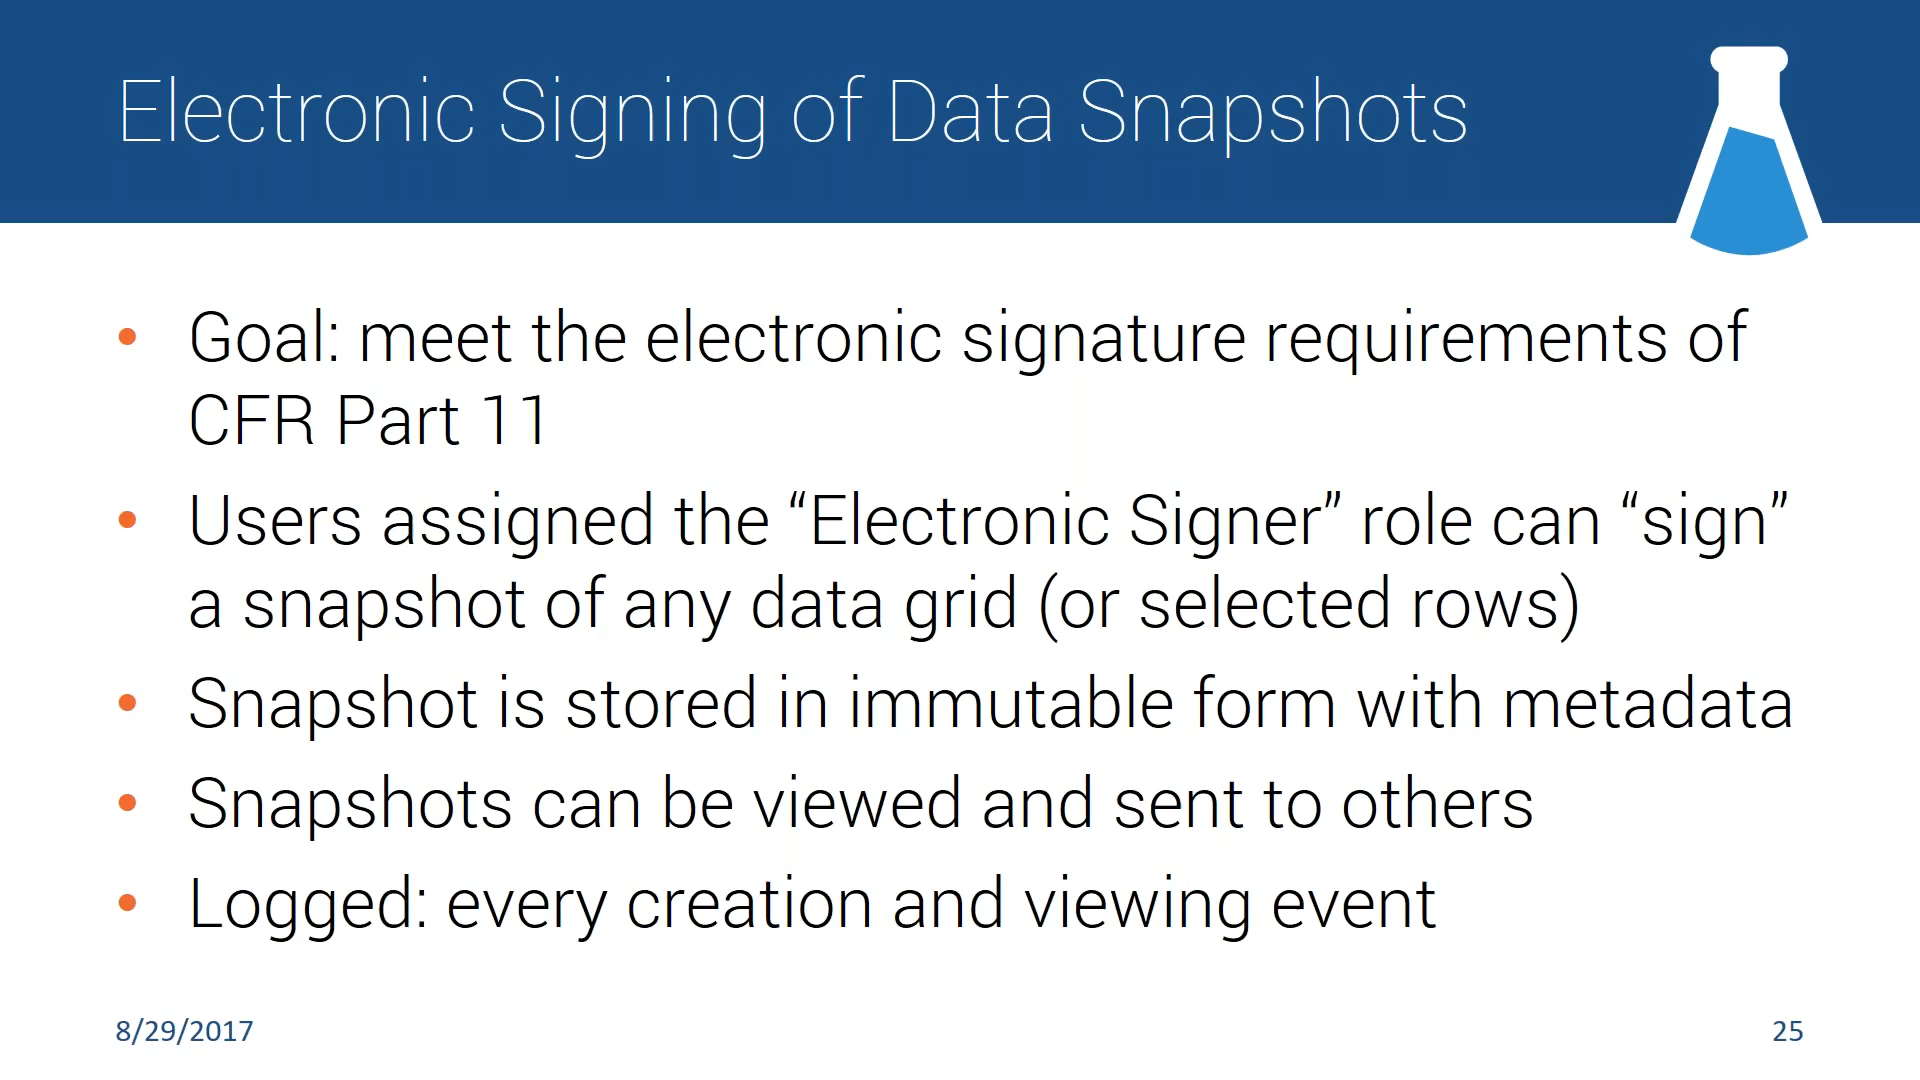 Electronic Signing of Data Snapshots
• Goal: meet the electronic signature requirements of
CFR Part 11
• Users assigned the “Electronic Signer” role can “sign”
a snapshot of any data grid (or selected rows)
• Snapshot is stored in immutable form with metadata
• Snapshots can be viewed and sent to others
• Logged: every creation and viewing event
8/29/2017
25